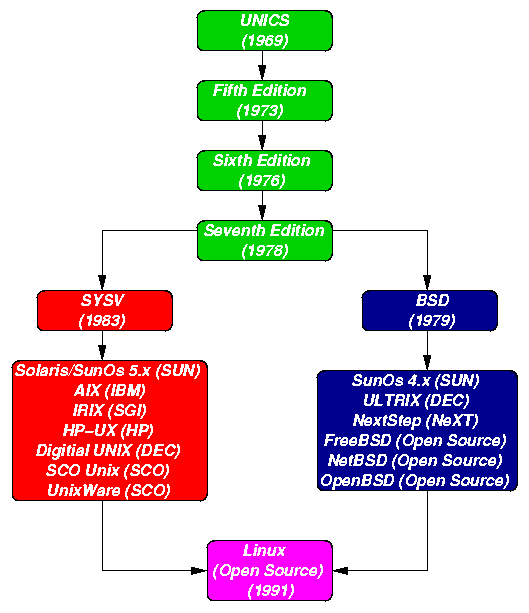 UNICS
(1969)
Fifth Edition
(1973)
Sixth Edition
(1976)
Seventh Edition
(1978)
SYSV
(1983)
BSD
(1979)
Solaris/SunOs 5.x (SUN)
AIX (IBM)
IRIX (SGI)
HP-UX (HP)
Digitial UNIX (DEC)
SCO Unix (SCO)
UnixWare (SCO)
SunOs 4.x (SUN)
ULTRIX (DEC)
NextStep (NeXT)
FreeBSD (Open Source)
NetBSD (Open Source)
OpenBSD (Open Source)
Linux
(Open Source)
(1991)